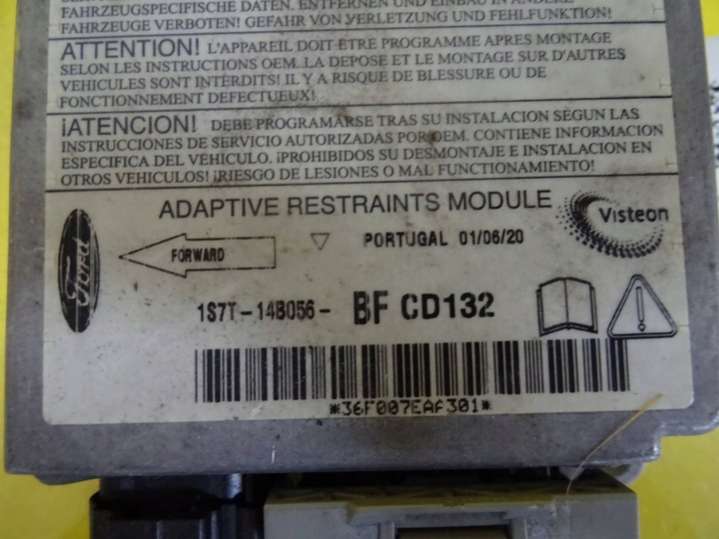 FAHRZEUGSPEZIFISCHE DATEN. ENTFERNEN UND EINBAU IN ANDERE
FAHRZEUGE VERBOTEN! GEFAHR VON VERLETZUNG UND FEHLFUNKTION!
ATTENTION! L'APPAREIL DOIT ETRE PROGRAMME APRES MONTAGE
SELON LES INSTRUCTIONS OEM. LA DEPOSE ET LE MONTAGE SUR D'AUTRES
VEHICULES SONT INTERDITS! IL Y A RISQUE DE BLESSURE OU DE
FONCTIONNEMENT DEFECTUEUX!
¡ATENCION! DEBE PROGRAMARSE TRAS SU INSTALACION SEGUN LAS
INSTRUCCIONES DE SERVICIO AUTORIZADAS POR OEM. CONTIENE INFORMACION
ESPECIFICA DEL VEHICULO. ¡PROHIBIDOS SU DESMONTAJE E INSTALACION EN
OTROS VEHICULOS! ¡RIESGO DE LESIONES O MAL FUNCIONAMIENTO!
ADAPTIVE RESTRAINTS MODULE
Visteon
Ford
FORWARD
PORTUGAL 01/06/20
1S7T-14B056- BF CD132
*36F007EAF301*